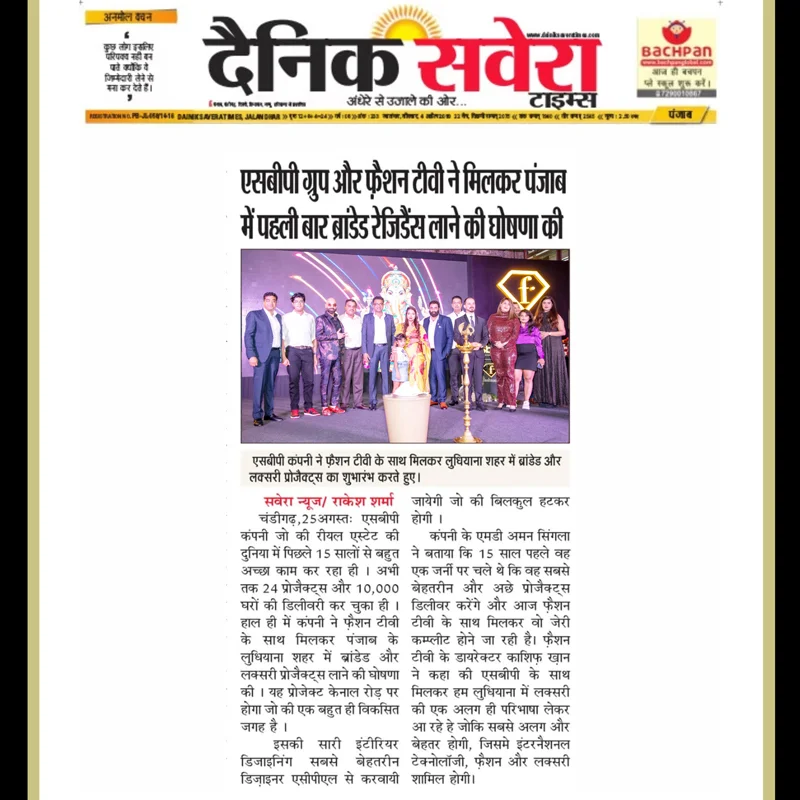 अनमोल वचन
कुछ लोग इसलिए
परिपक्व नहीं बन
पाते क्योंकि वे
जिम्मेदारी लेने से
मना कर देते हैं।
www.dainiksaveratimes.com
दैनिक सवेरा
टाइम्स
अंधेरे से उजाले की ओर...
BACHPAN
www.bachpanglobal.com
आज ही बचपन
प्ले स्कूल शुरू करें।
07290010867
DAINIK SAVERA TIMES, JALANDHAR
पंजाब
एसबीपी ग्रुप और फ़ैशन टीवी ने मिलकर पंजाब
में पहली बार ब्रांडेड रेजिडैंस लाने की घोषणा की
f
एसबीपी कंपनी ने फ़ैशन टीवी के साथ मिलकर लुधियाना शहर में ब्रांडेड और
लक्सरी प्रोजैक्ट्स का शुभारंभ करते हुए।
सवेरा न्यूज/ राकेश शर्मा
चंडीगढ़,25अगस्तः एसबीपी
कंपनी जो की रीयल एस्टेट की
दुनिया में पिछले 15 सालों से बहुत
अच्छा काम कर रहा ही । अभी
तक 24 प्रोजैक्ट्स और 10,000
घरों की डिलीवरी कर चुका ही ।
हाल ही में कंपनी ने फ़ैशन टीवी
के साथ मिलकर पंजाब के
लुधियाना शहर में ब्रांडेड और
लक्सरी प्रोजैक्ट्स लाने की घोषणा
की । यह प्रोजेक्ट केनाल रोड़ पर
होगा जो की एक बहुत ही विकसित
जगह है ।
इसकी सारी इंटीरियर
डिजाइनिंग सबसे बेहतरीन
डिज़ाइनर एसीपीएल से करवायी
जायेगी जो की बिलकुल हटकर
होगी ।
कंपनी के एमडी अमन सिंगला
ने बताया कि 15 साल पहले वह
एक जर्नी पर चले थे कि वह सबसे
बेहतरीन और अछे प्रोजैक्ट्स
डिलीवर करेंगे और आज फ़ैशन
टीवी के साथ मिलकर वो जेरी
कम्प्लीट होने जा रही है। फ़ैशन
टीवी के डायरेक्टर काशिफ़ ख़ान
ने कहा की एसबीपी के साथ
मिलकर हम लुधियाना में लक्सरी
की एक अलग ही परिभाषा लेकर
आ रहे हे जोकि सबसे अलग और
बेहतर होगी, जिसमे इंटरनैशनल
टेक्नोलॉजी, फ़ैशन और लक्सरी
शामिल होगी।